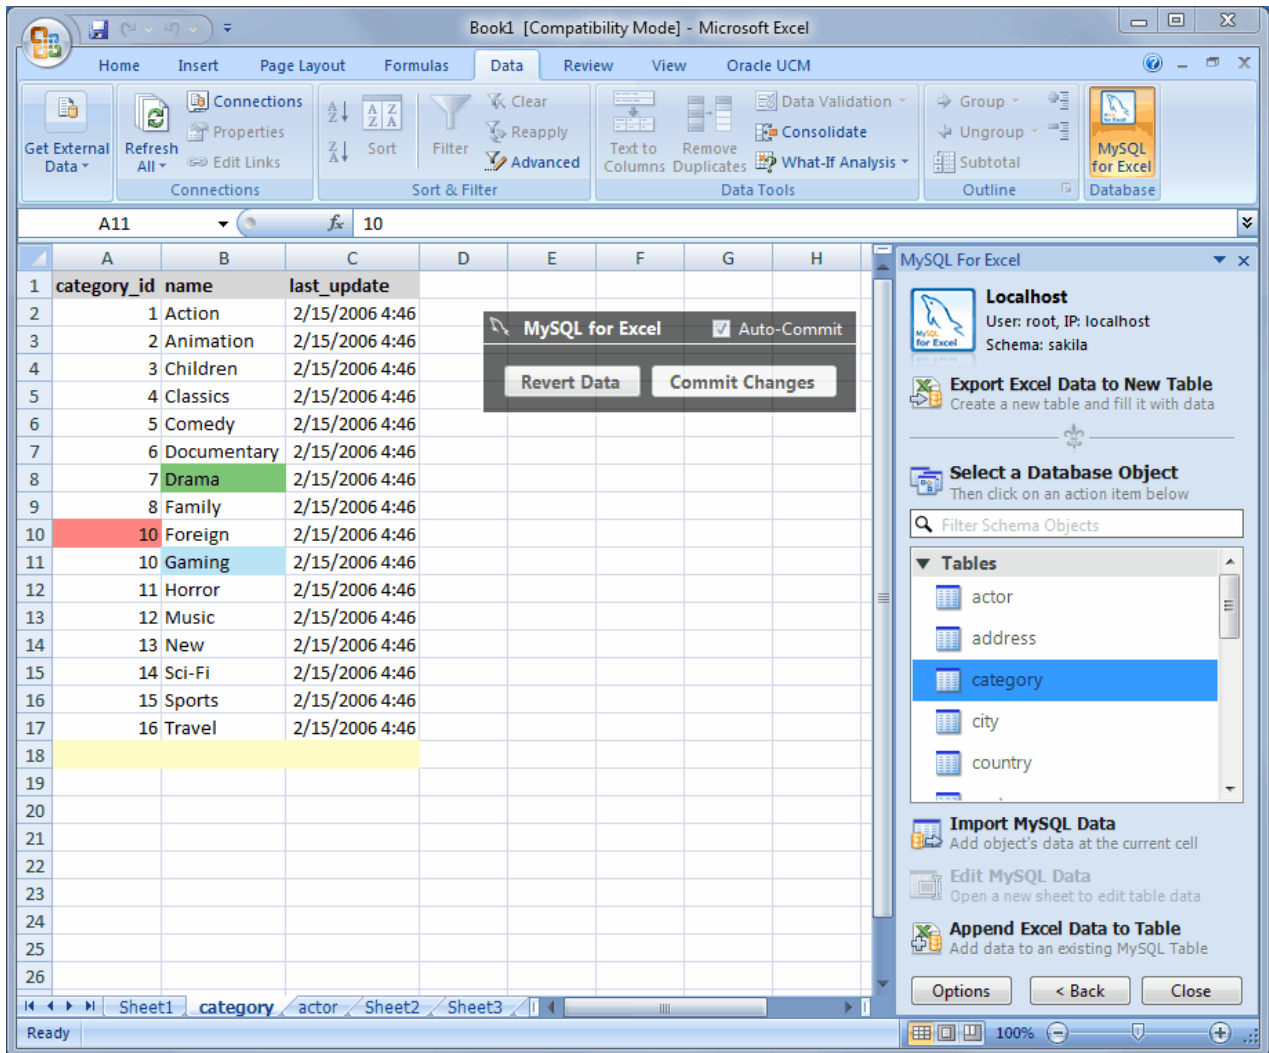 Book1 [Compatibility Mode] - Microsoft Excel
Home Insert Page Layout Formulas Data Review View Oracle UCM
Get External Data
Refresh All
Connections
Properties
Edit Links
Connections
Sort
Filter
Clear
Reapply
Advanced
Sort & Filter
Text to Columns
Remove Duplicates
Data Validation
Consolidate
What-If Analysis
Data Tools
Group
Ungroup
Subtotal
Outline
MySQL for Excel
Database
A11 fx 10
A B C D E F G H I
1 category_id name last_update
2 1 Action 2/15/2006 4:46
3 2 Animation 2/15/2006 4:46
4 3 Children 2/15/2006 4:46
5 4 Classics 2/15/2006 4:46
6 5 Comedy 2/15/2006 4:46
7 6 Documentary 2/15/2006 4:46
8 7 Drama 2/15/2006 4:46
9 8 Family 2/15/2006 4:46
10 10 Foreign 2/15/2006 4:46
11 10 Gaming 2/15/2006 4:46
12 11 Horror 2/15/2006 4:46
13 12 Music 2/15/2006 4:46
14 13 New 2/15/2006 4:46
15 14 Sci-Fi 2/15/2006 4:46
16 15 Sports 2/15/2006 4:46
17 16 Travel 2/15/2006 4:46
18
19
20
21
22
23
24
25
26
MySQL for Excel Auto-Commit
Revert Data Commit Changes
MySQL For Excel
MySQL for Excel
Localhost
User: root, IP: localhost
Schema: sakila
Export Excel Data to New Table
Create a new table and fill it with data
Select a Database Object
Then click on an action item below
Filter Schema Objects
Tables
actor
address
category
city
country
Import MySQL Data
Add object's data at the current cell
Edit MySQL Data
Open a new sheet to edit table data
Append Excel Data to Table
Add data to an existing MySQL Table
Options < Back Close
Sheet1 category actor Sheet2 Sheet3
Ready 100%